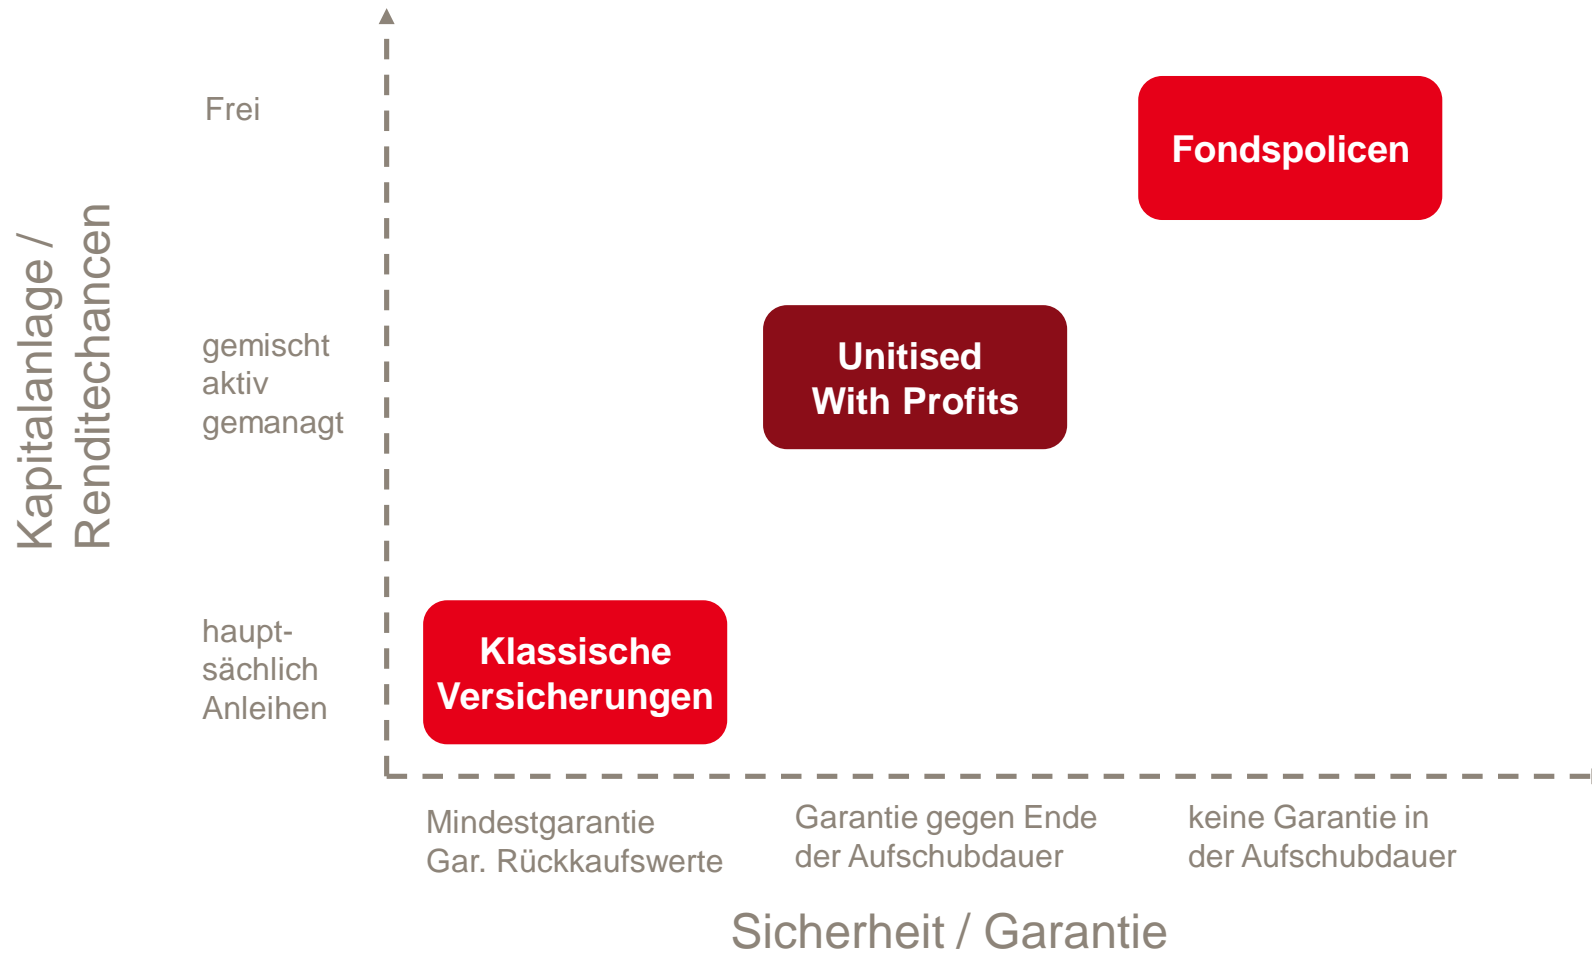 Kapitalanlage /
Renditechancen
Frei
Fondspolicen
gemischt
aktiv
gemanagt
Unitised
With Profits
haupt-
sächlich
Anleihen
Klassische
Versicherungen
Mindestgarantie
Gar. Rückkaufswerte
Garantie gegen Ende
der Aufschubdauer
keine Garantie in
der Aufschubdauer
Sicherheit / Garantie